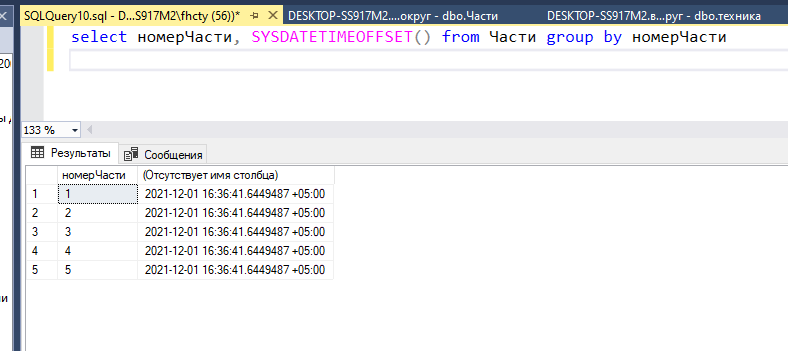 SQLQuery10.sql - D...S917M2\fhcty (56))* DESKTOP-SS917M2....округ - dbo.Части DESKTOP-SS917M2.в...руг - dbo.техника
select номерЧасти, SYSDATETIMEOFFSET() from Части group by номерЧасти
133 %
Результаты Сообщения
номерЧасти (Отсутствует имя столбца)
1 1 2021-12-01 16:36:41.6449487 +05:00
2 2 2021-12-01 16:36:41.6449487 +05:00
3 3 2021-12-01 16:36:41.6449487 +05:00
4 4 2021-12-01 16:36:41.6449487 +05:00
5 5 2021-12-01 16:36:41.6449487 +05:00